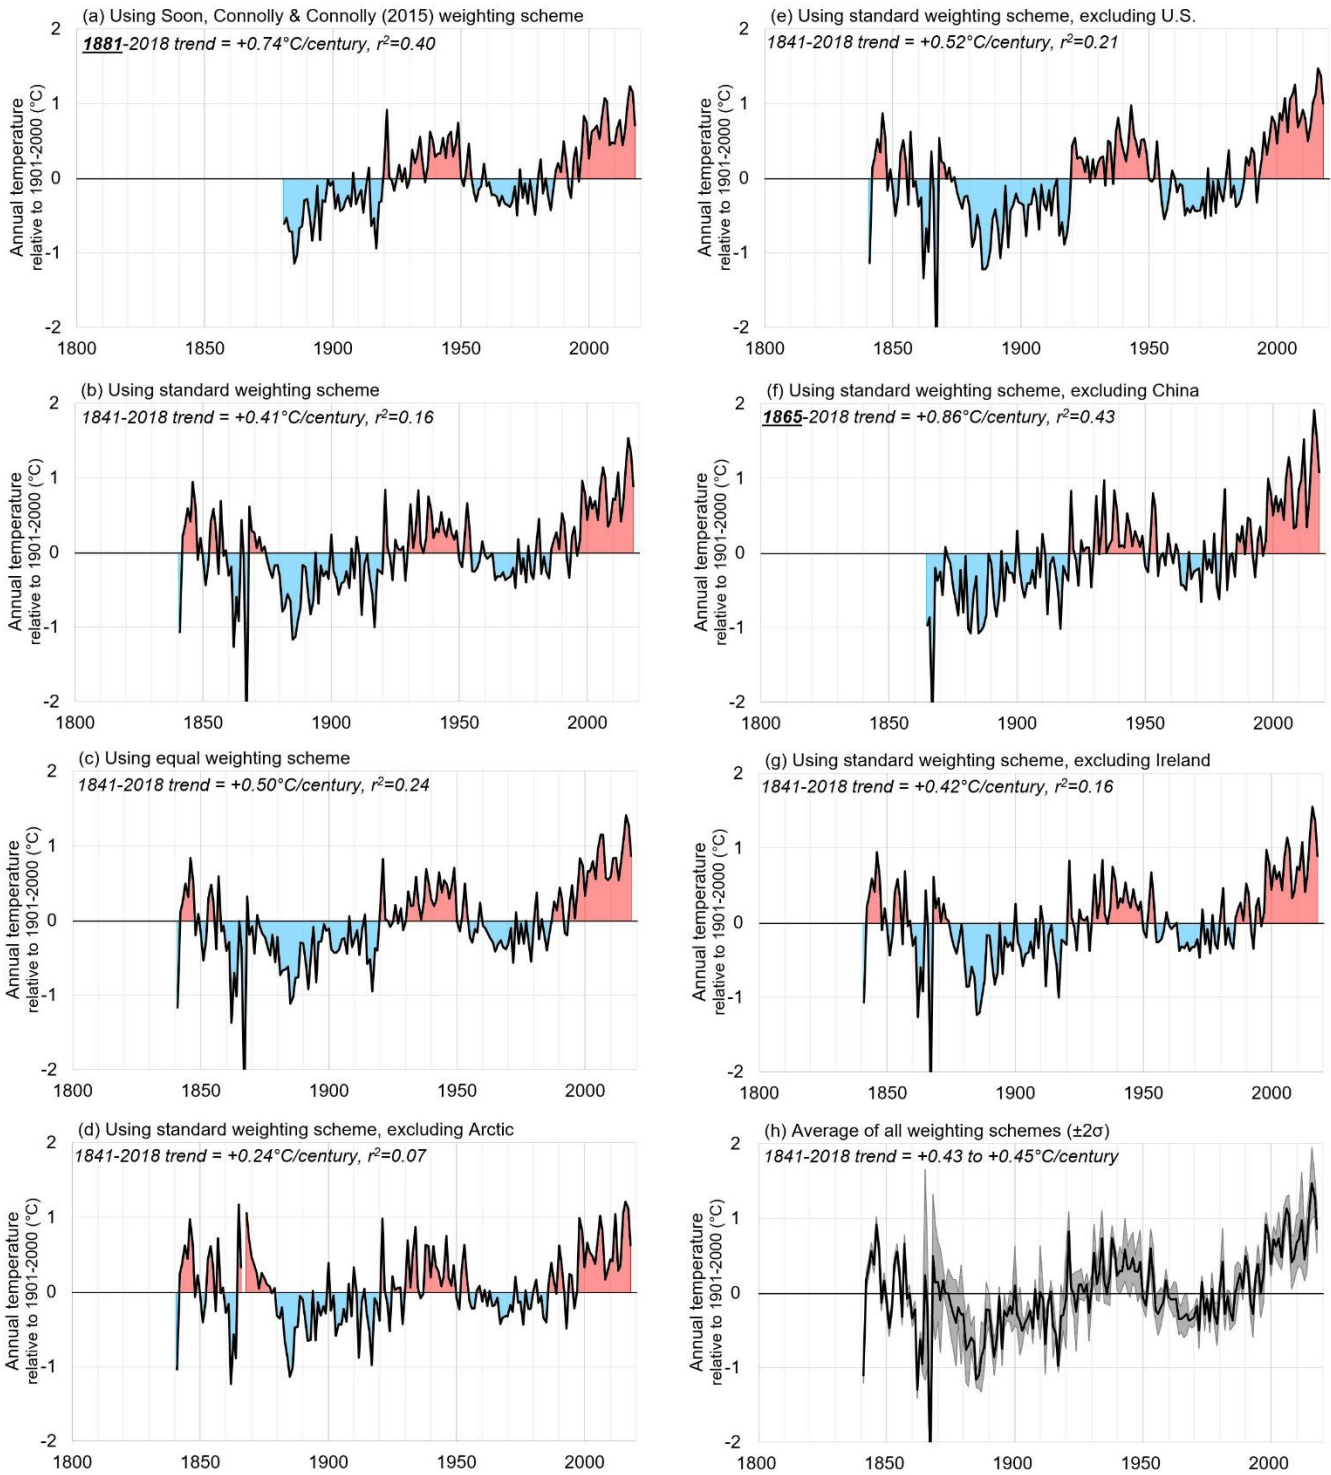 (a) Using Soon, Connolly & Connolly (2015) weighting scheme
1881-2018 trend = +0.74°C/century, r²=0.40
Annual temperature
relative to 1901-2000 (°C)
2
1
0
-1
-2
1800 1850 1900 1950 2000
(b) Using standard weighting scheme
1841-2018 trend = +0.41°C/century, r²=0.16
Annual temperature
relative to 1901-2000 (°C)
2
1
0
-1
-2
1800 1850 1900 1950 2000
(c) Using equal weighting scheme
1841-2018 trend = +0.50°C/century, r²=0.24
Annual temperature
relative to 1901-2000 (°C)
2
1
0
-1
-2
1800 1850 1900 1950 2000
(d) Using standard weighting scheme, excluding Arctic
1841-2018 trend = +0.24°C/century, r²=0.07
Annual temperature
relative to 1901-2000 (°C)
2
1
0
-1
-2
1800 1850 1900 1950 2000
(e) Using standard weighting scheme, excluding U.S.
1841-2018 trend = +0.52°C/century, r²=0.21
Annual temperature
relative to 1901-2000 (°C)
2
1
0
-1
-2
1800 1850 1900 1950 2000
(f) Using standard weighting scheme, excluding China
1865-2018 trend = +0.86°C/century, r²=0.43
Annual temperature
relative to 1901-2000 (°C)
2
1
0
-1
-2
1800 1850 1900 1950 2000
(g) Using standard weighting scheme, excluding Ireland
1841-2018 trend = +0.42°C/century, r²=0.16
Annual temperature
relative to 1901-2000 (°C)
2
1
0
-1
-2
1800 1850 1900 1950 2000
(h) Average of all weighting schemes (±2σ)
1841-2018 trend = +0.43 to +0.45°C/century
Annual temperature
relative to 1901-2000 (°C)
2
1
0
-1
-2
1800 1850 1900 1950 2000